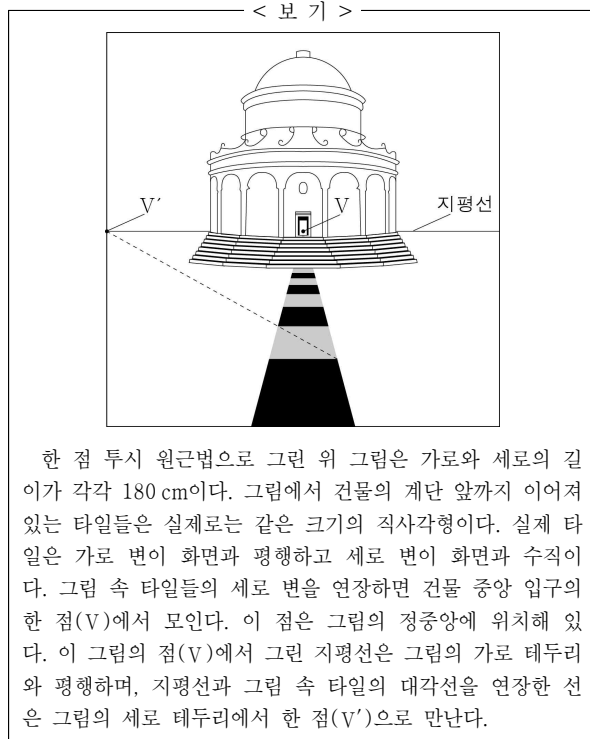 < 보 기 >
V´
V
지평선
한 점 투시 원근법으로 그린 위 그림은 가로와 세로의 길
이가 각각 180 cm이다. 그림에서 건물의 계단 앞까지 이어져
있는 타일들은 실제로는 같은 크기의 직사각형이다. 실제 타
일은 가로 변이 화면과 평행하고 세로 변이 화면과 수직이
다. 그림 속 타일들의 세로 변을 연장하면 건물 중앙 입구의
한 점(V)에서 모인다. 이 점은 그림의 정중앙에 위치해 있
다. 이 그림의 점(V)에서 그린 지평선은 그림의 가로 테두리
와 평행하며, 지평선과 그림 속 타일의 대각선을 연장한 선
은 그림의 세로 테두리에서 한 점(V´)으로 만난다.